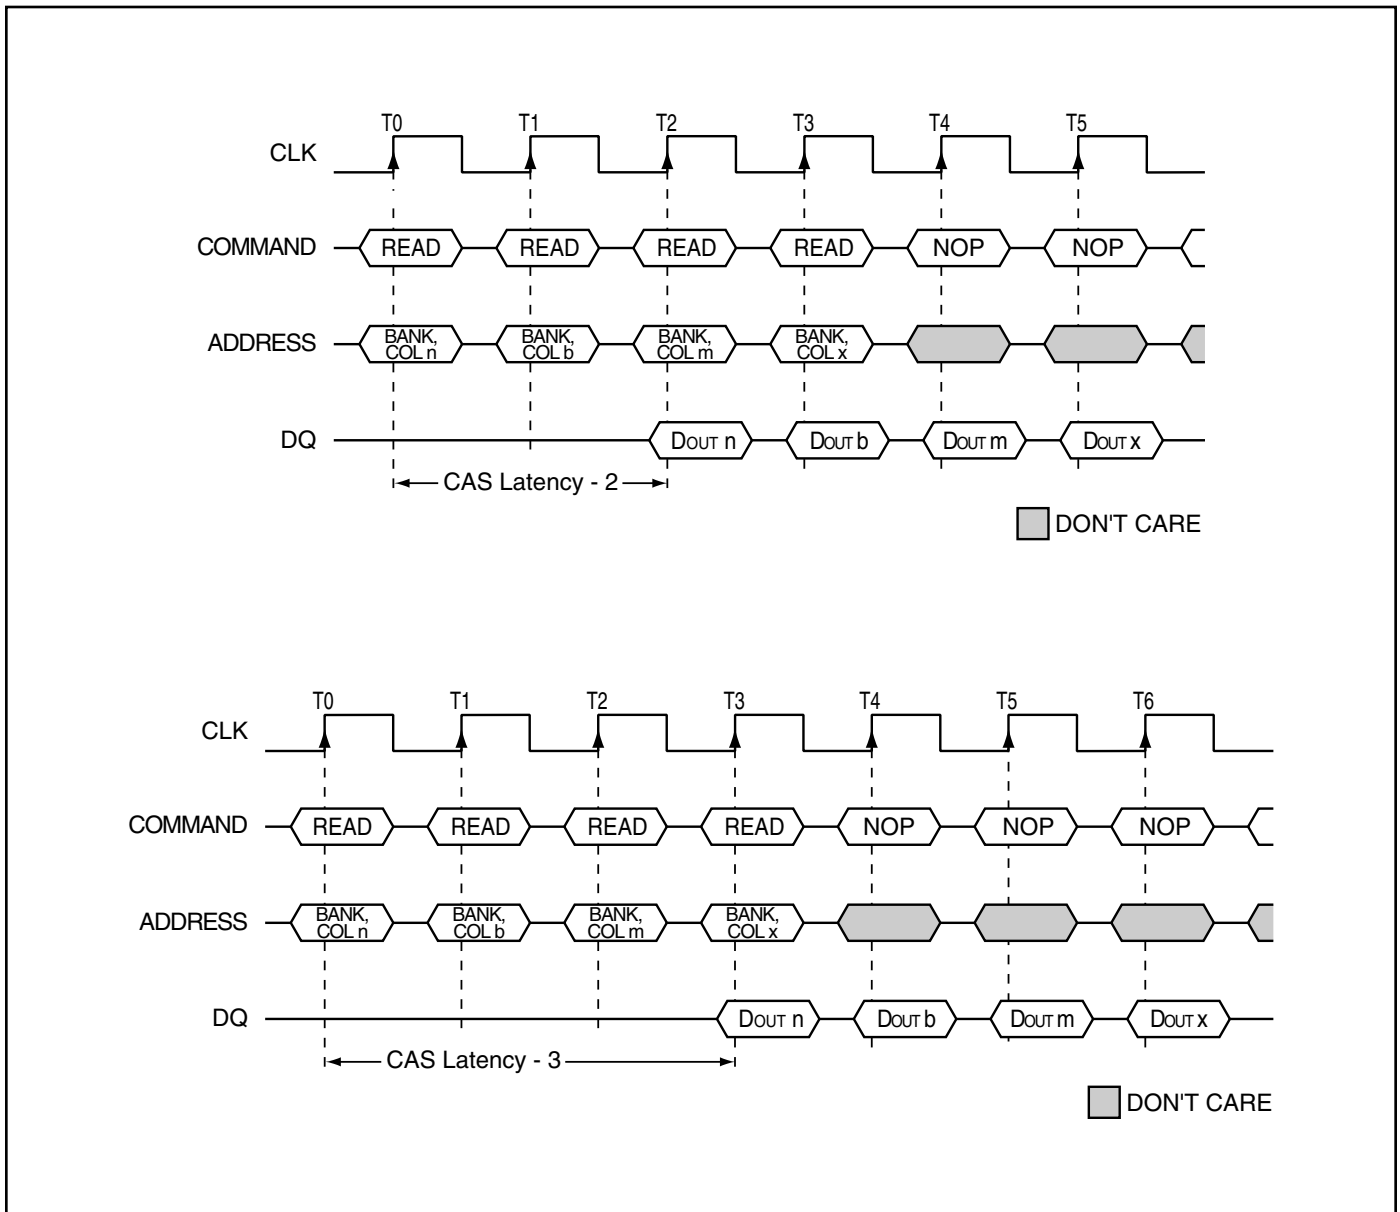 T0 T1 T2 T3 T4 T5
CLK
COMMAND READ READ READ READ NOP NOP
ADDRESS BANK, COL n BANK, COL b BANK, COL m BANK, COL x
DQ DOUT n DOUT b DOUT m DOUT x
CAS Latency - 2
DON'T CARE
T0 T1 T2 T3 T4 T5 T6
CLK
COMMAND READ READ READ READ NOP NOP NOP
ADDRESS BANK, COL n BANK, COL b BANK, COL m BANK, COL x
DQ DOUT n DOUT b DOUT m DOUT x
CAS Latency - 3
DON'T CARE